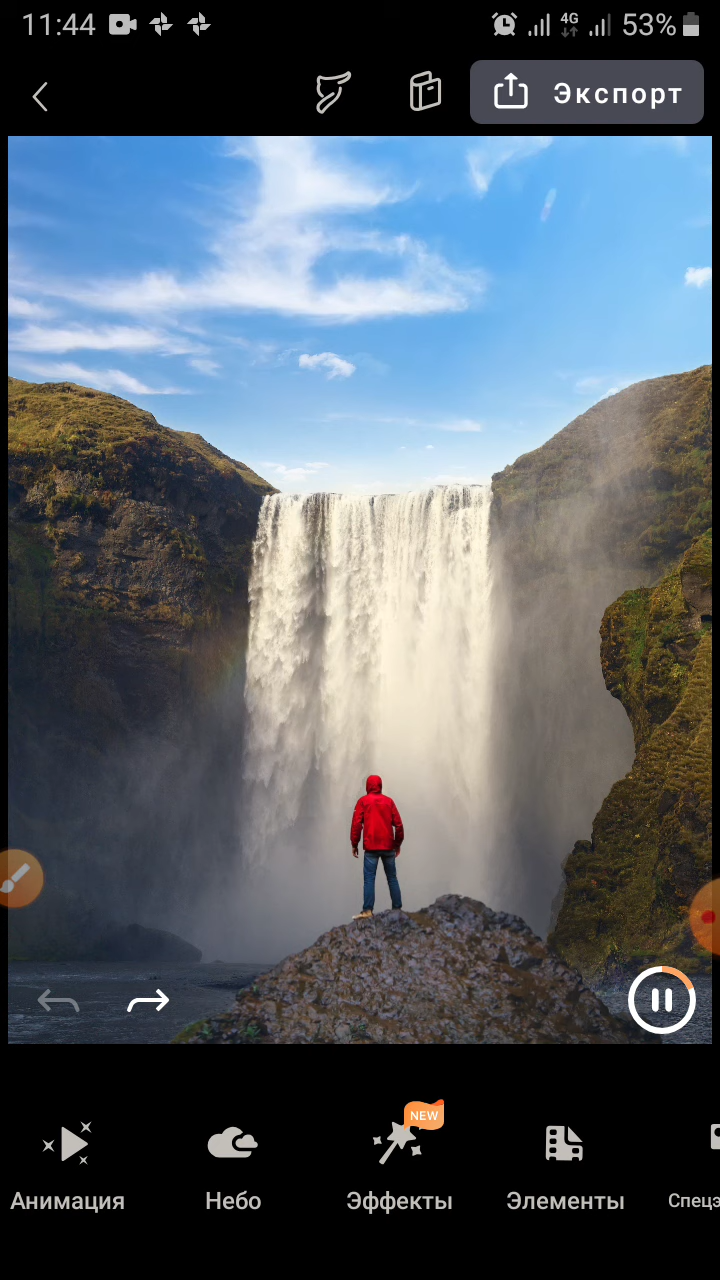 11:44
4G
53%
Экспорт
NEW
Анимация
Небо
Эффекты
Элементы
Спецэ